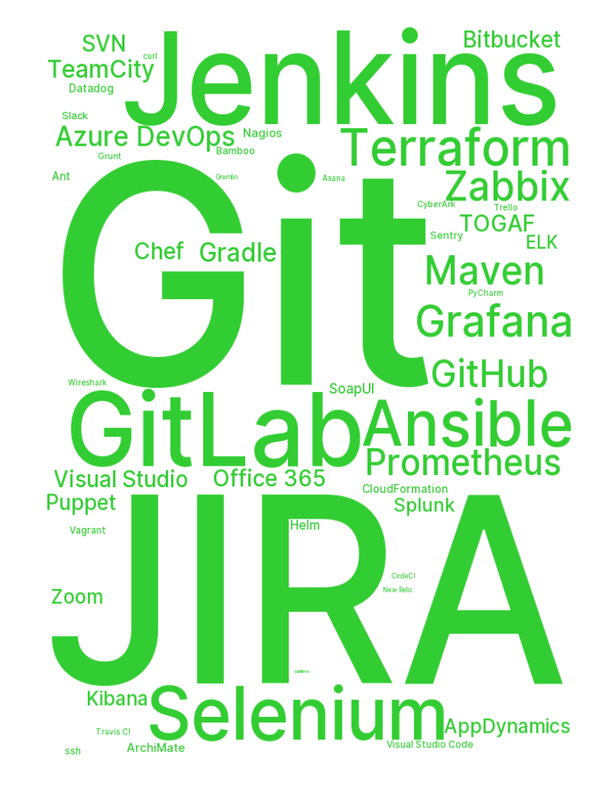 Jenkins
SVN
Bitbucket
curl
TeamCity
Datadog
Slack
Azure DevOps
Nagios
Terraform
Bamboo
Grunt
Ant
Gremlin
Asana
Zabbix
CyberArk
Trello
TOGAF
Sentry
ELK
Git
Chef
Gradle
Maven
PyCharm
Grafana
GitHub
Wireshark
SoapUI
GitLab
Ansible
Prometheus
Visual Studio
Office 365
CloudFormation
Puppet
Splunk
JIRA
Helm
Vagrant
CircleCI
New Relic
Zoom
Kibana
Selenium
AppDynamics
Travis CI
Visual Studio Code
ArchiMate
ssh